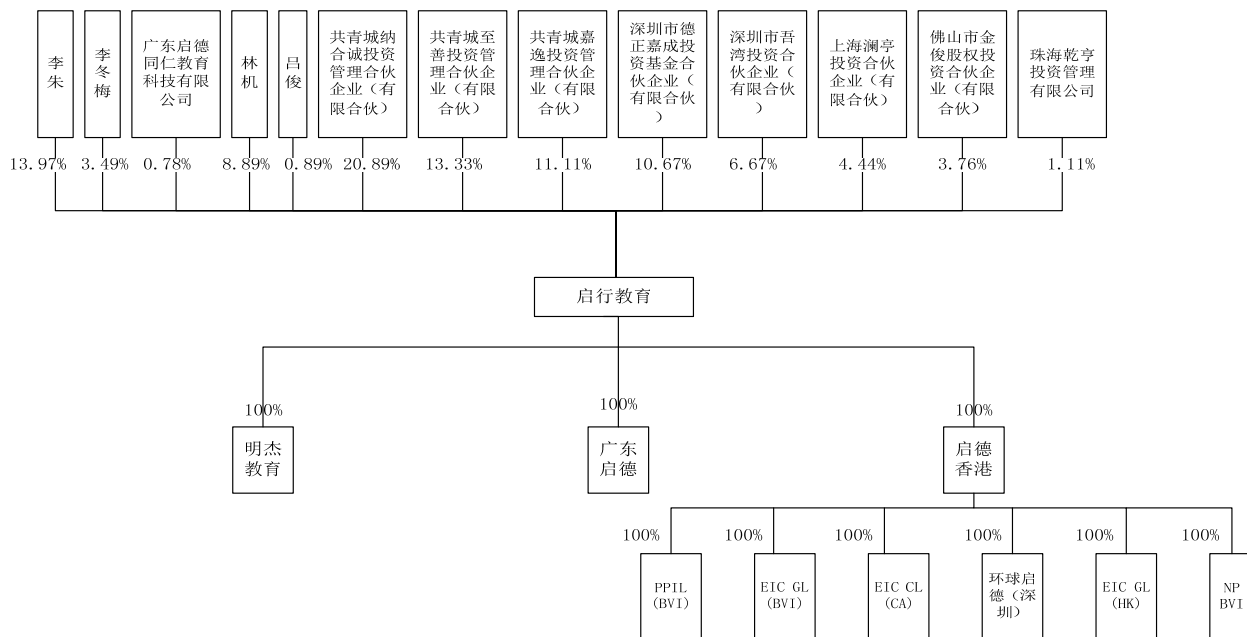 李
朱
李
冬
梅
广东启德
同仁教育
科技有限
公司
林
机
吕
俊
共青城纳
合诚投资
管理合伙
企业（有
限合伙）
共青城至
善投资管
理合伙企
业（有限
合伙）
共青城嘉
逸投资管
理合伙企
业（有限
合伙）
深圳市德
正嘉成投
资基金合
伙企业（
有限合伙
）
深圳市吾
湾投资合
伙企业（
有限合伙）
上海澜亭
投资合伙
企业（有
限合伙）
佛山市金
俊股权投
资合伙企
业（有限
合伙）
珠海乾亨
投资管理
有限公司
13.97%
3.49%
0.78%
8.89%
0.89%
20.89%
13.33%
11.11%
10.67%
6.67%
4.44%
3.76%
1.11%
启行教育
100%
100%
100%
明杰
教育
广东
启德
启德
香港
100%
100%
100%
100%
100%
100%
PPIL
(BVI)
EIC GL
(BVI)
EIC CL
(CA)
环球启
德（深
圳）
EIC GL
(HK)
NP
BVI